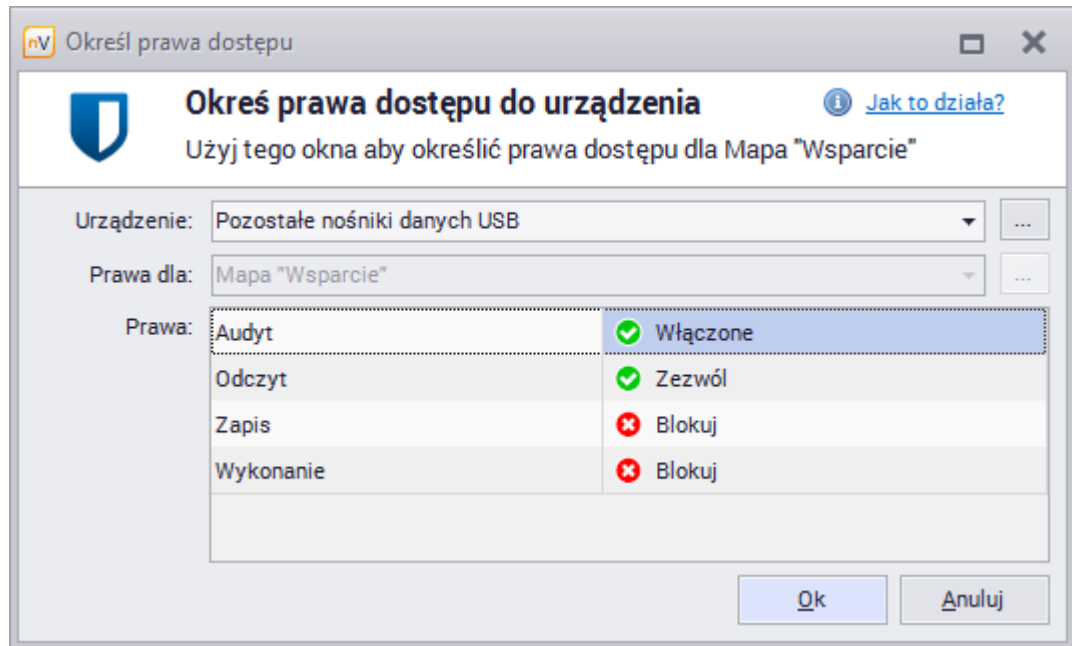 nV Określ prawa dostępu
Okreś prawa dostępu do urządzenia Jak to działa?
Użyj tego okna aby określić prawa dostępu dla Mapa "Wsparcie"
Urządzenie: Pozostałe nośniki danych USB ...
Prawa dla: Mapa "Wsparcie" ...
Prawa: Audyt Włączone
Odczyt Zezwól
Zapis Blokuj
Wykonanie Blokuj
Ok Anuluj